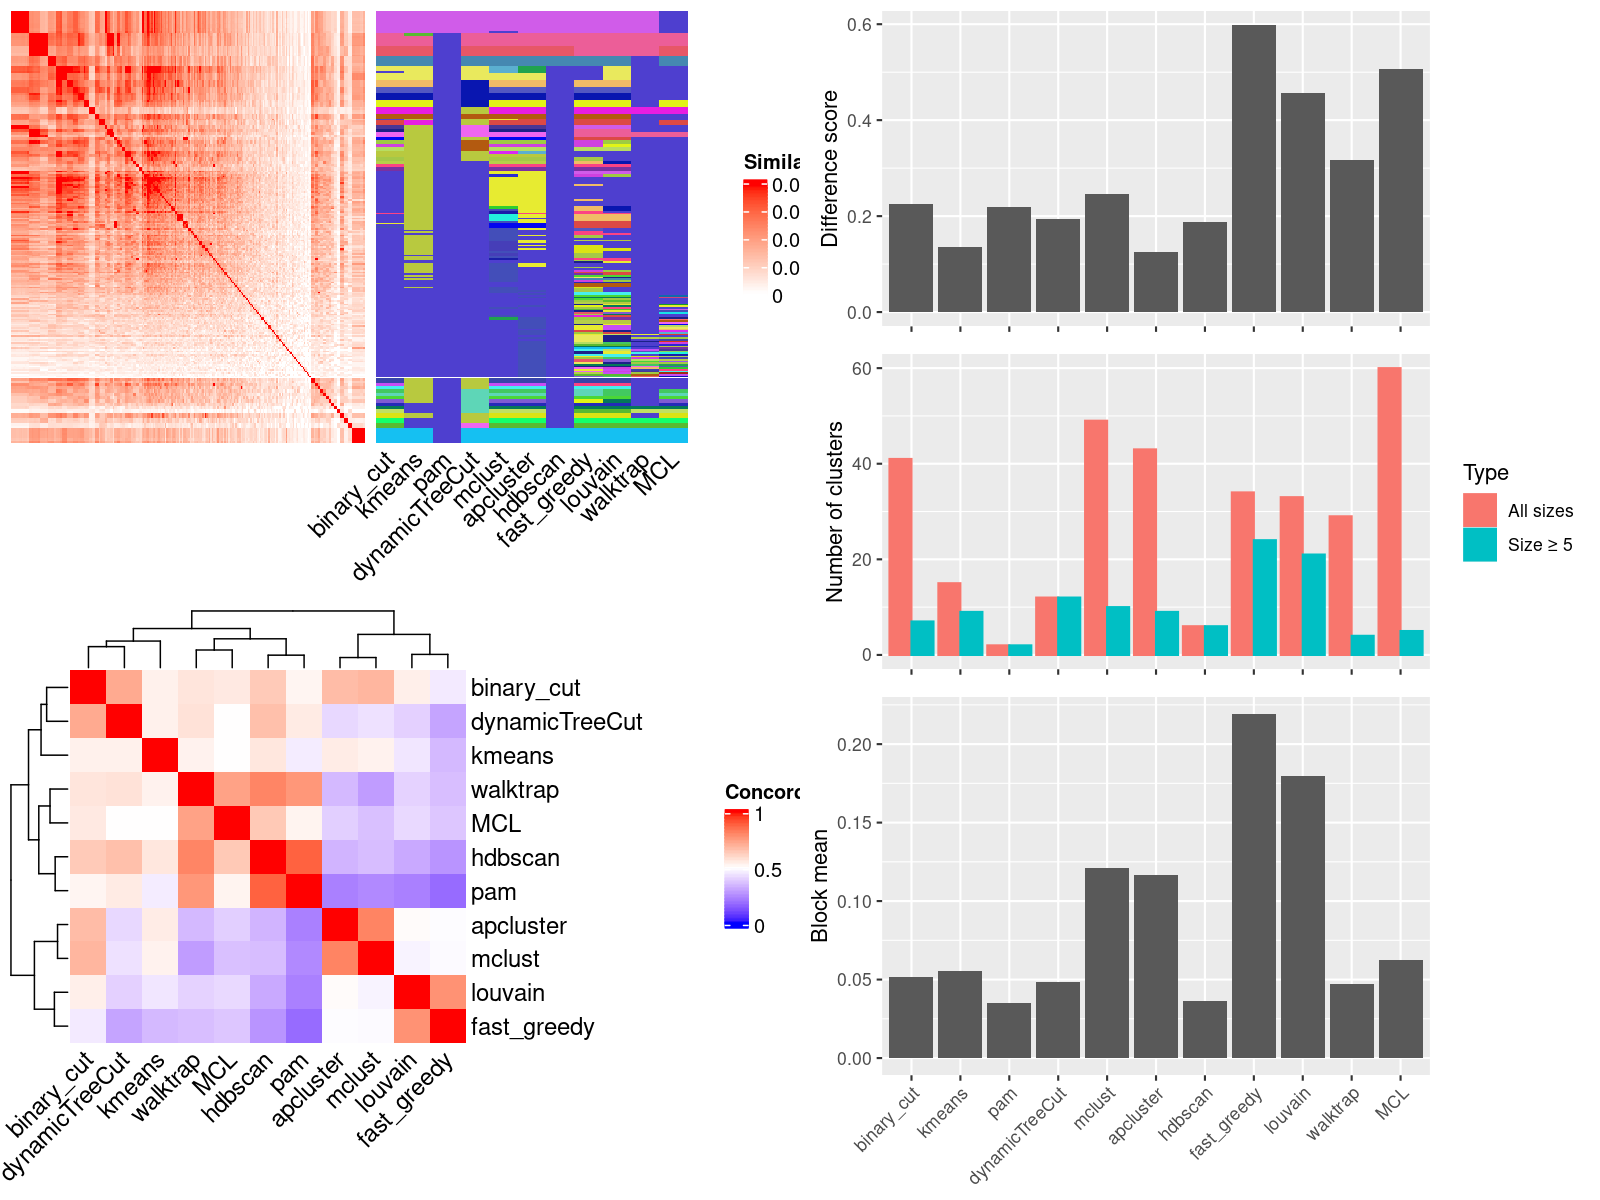 Simila
0.0
0.0
0.0
0.0
0
binary_cut
kmeans
pam
dynamicTreeCut
mclust
apcluster
hdbscan
fast_greedy
louvain
walktrap
MCL
binary_cut
dynamicTreeCut
kmeans
walktrap
MCL
hdbscan
pam
apcluster
mclust
louvain
fast_greedy
binary_cut
dynamicTreeCut
kmeans
walktrap
MCL
hdbscan
pam
apcluster
mclust
louvain
fast_greedy
Concord
1
0.5
0
Difference score
0.6
0.4
0.2
0.0
Number of clusters
60
40
20
0
Type
All sizes
Size ≥ 5
Block mean
0.20
0.15
0.10
0.05
0.00
binary_cut
kmeans
pam
dynamicTreeCut
mclust
apcluster
hdbscan
fast_greedy
louvain
walktrap
MCL